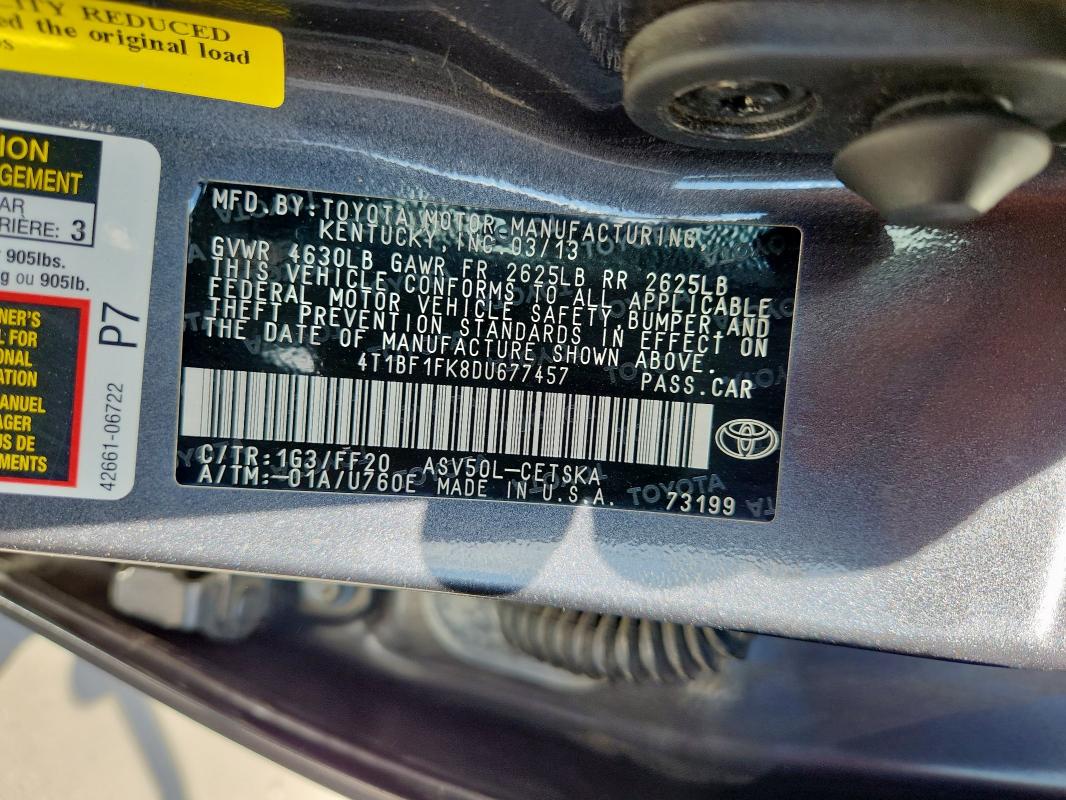 ITY REDUCED
ed the original load
ION
GEMENT
AR
RRIÈRE: 3
905lbs.
g ou 905lb.
NER'S
L FOR
ONAL
ATION
ANUEL
AGER
US DE
MENTS
P7
42661-06722
MFD BY:TOYOTA MOTOR MANUFACTURING,
KENTUCKY, INC. 03/13
GVWR 4630LB GAWR FR 2625LB RR 2625LB
THIS VEHICLE CONFORMS TO ALL APPLICABLE
FEDERAL MOTOR VEHICLE SAFETY,BUMPER,AND
THEFT PREVENTION STANDARDS IN EFFECT ON
THE DATE OF MANUFACTURE SHOWN ABOVE.
4T1BF1FK8DU677457 PASS.CAR
C/TR:1G3/FF20 ASV50L-CETSKA
A/TM:-01A/U760E MADE IN U.S.A. 73199
TOYOTA